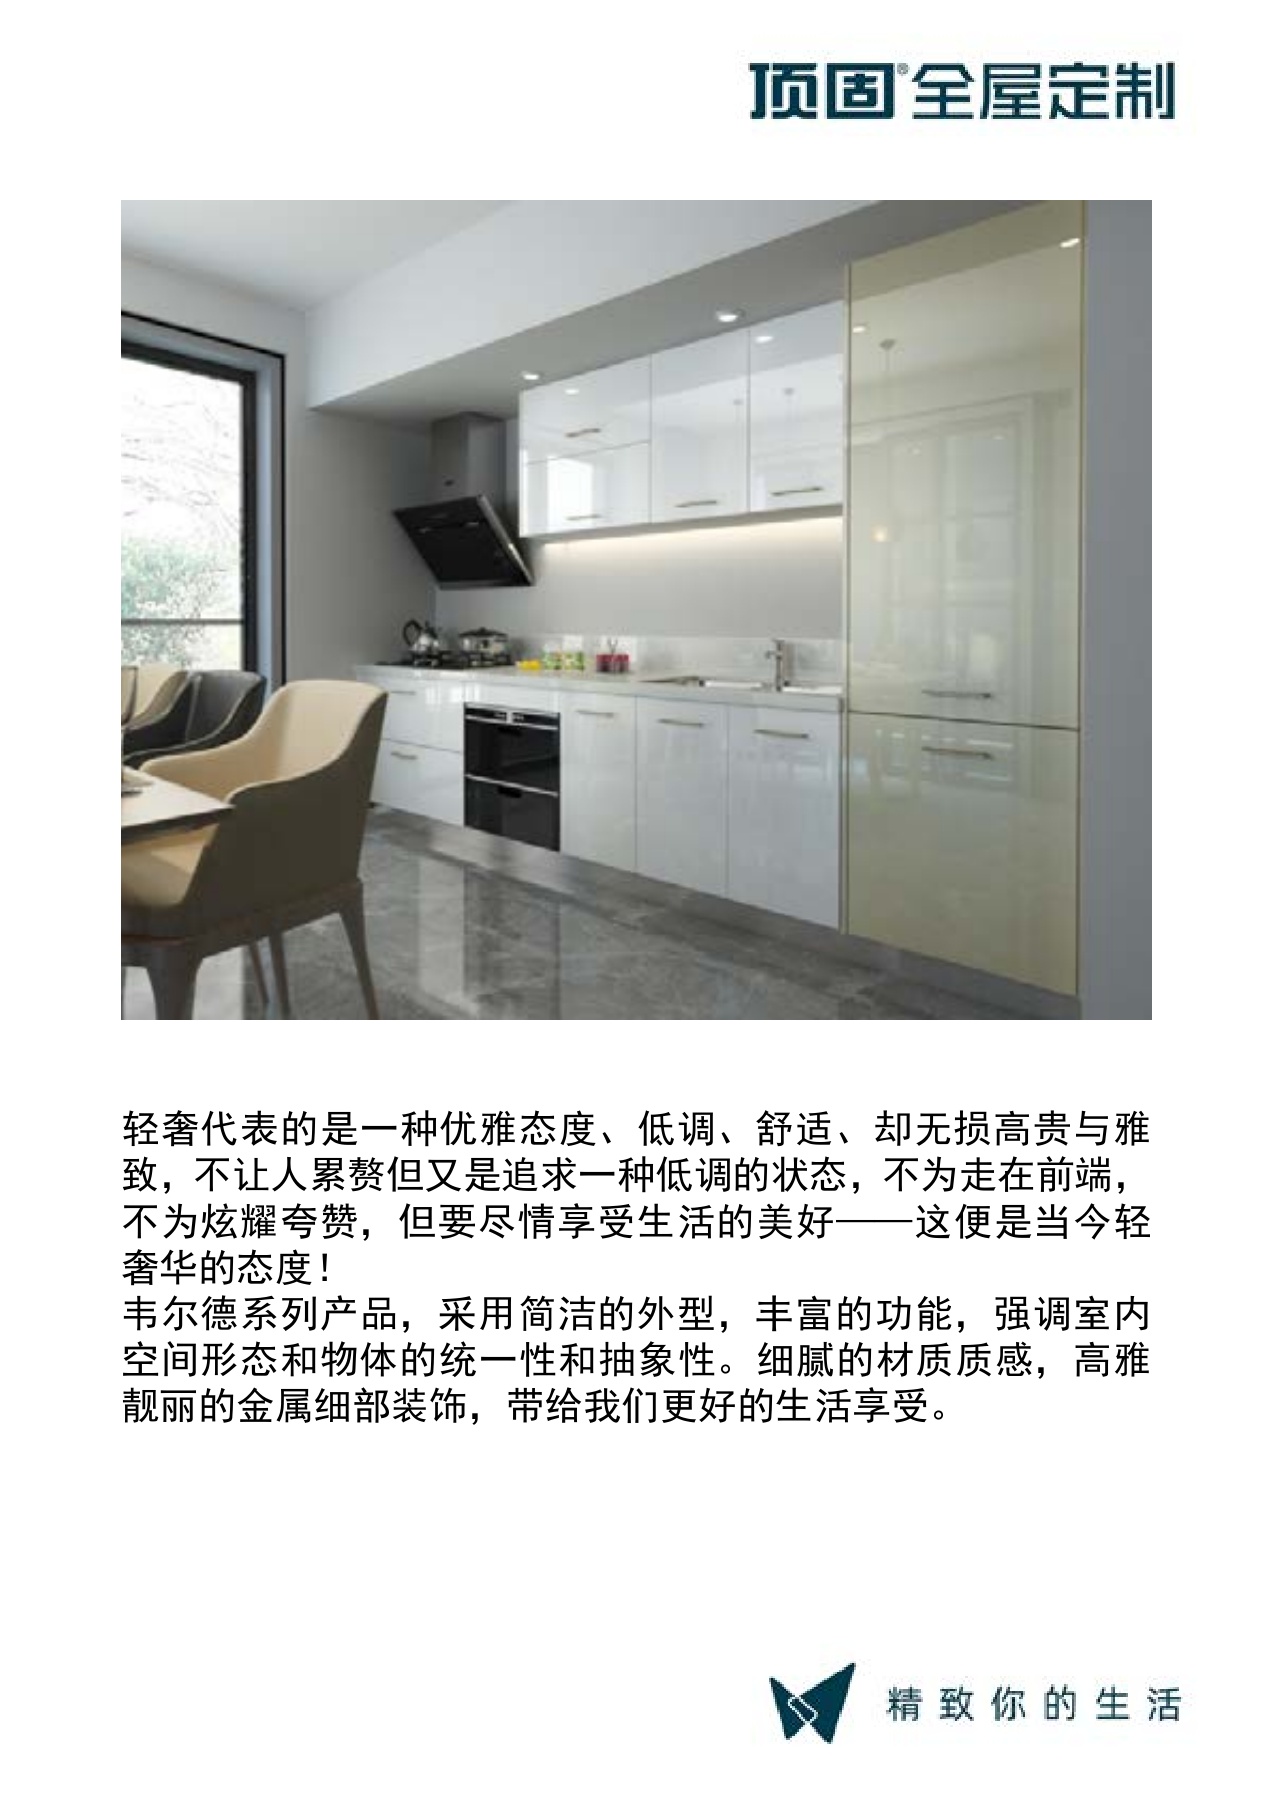 顶固®全屋定制
轻奢代表的是一种优雅态度、低调、舒适、却无损高贵与雅
致，不让人累赘但又是追求一种低调的状态，不为走在前端，
不为炫耀夸赞，但要尽情享受生活的美好——这便是当今轻
奢华的态度！
韦尔德系列产品，采用简洁的外型，丰富的功能，强调室内
空间形态和物体的统一性和抽象性。细腻的材质质感，高雅
靓丽的金属细部装饰，带给我们更好的生活享受。
精致你的生活